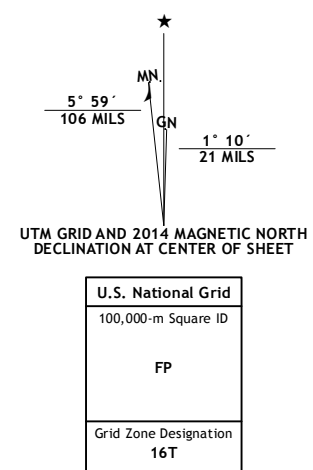 MN.
5° 59´
106 MILS
GN
1° 10´
21 MILS
UTM GRID AND 2014 MAGNETIC NORTH
DECLINATION AT CENTER OF SHEET
U.S. National Grid
100,000-m Square ID
FP
Grid Zone Designation
16T